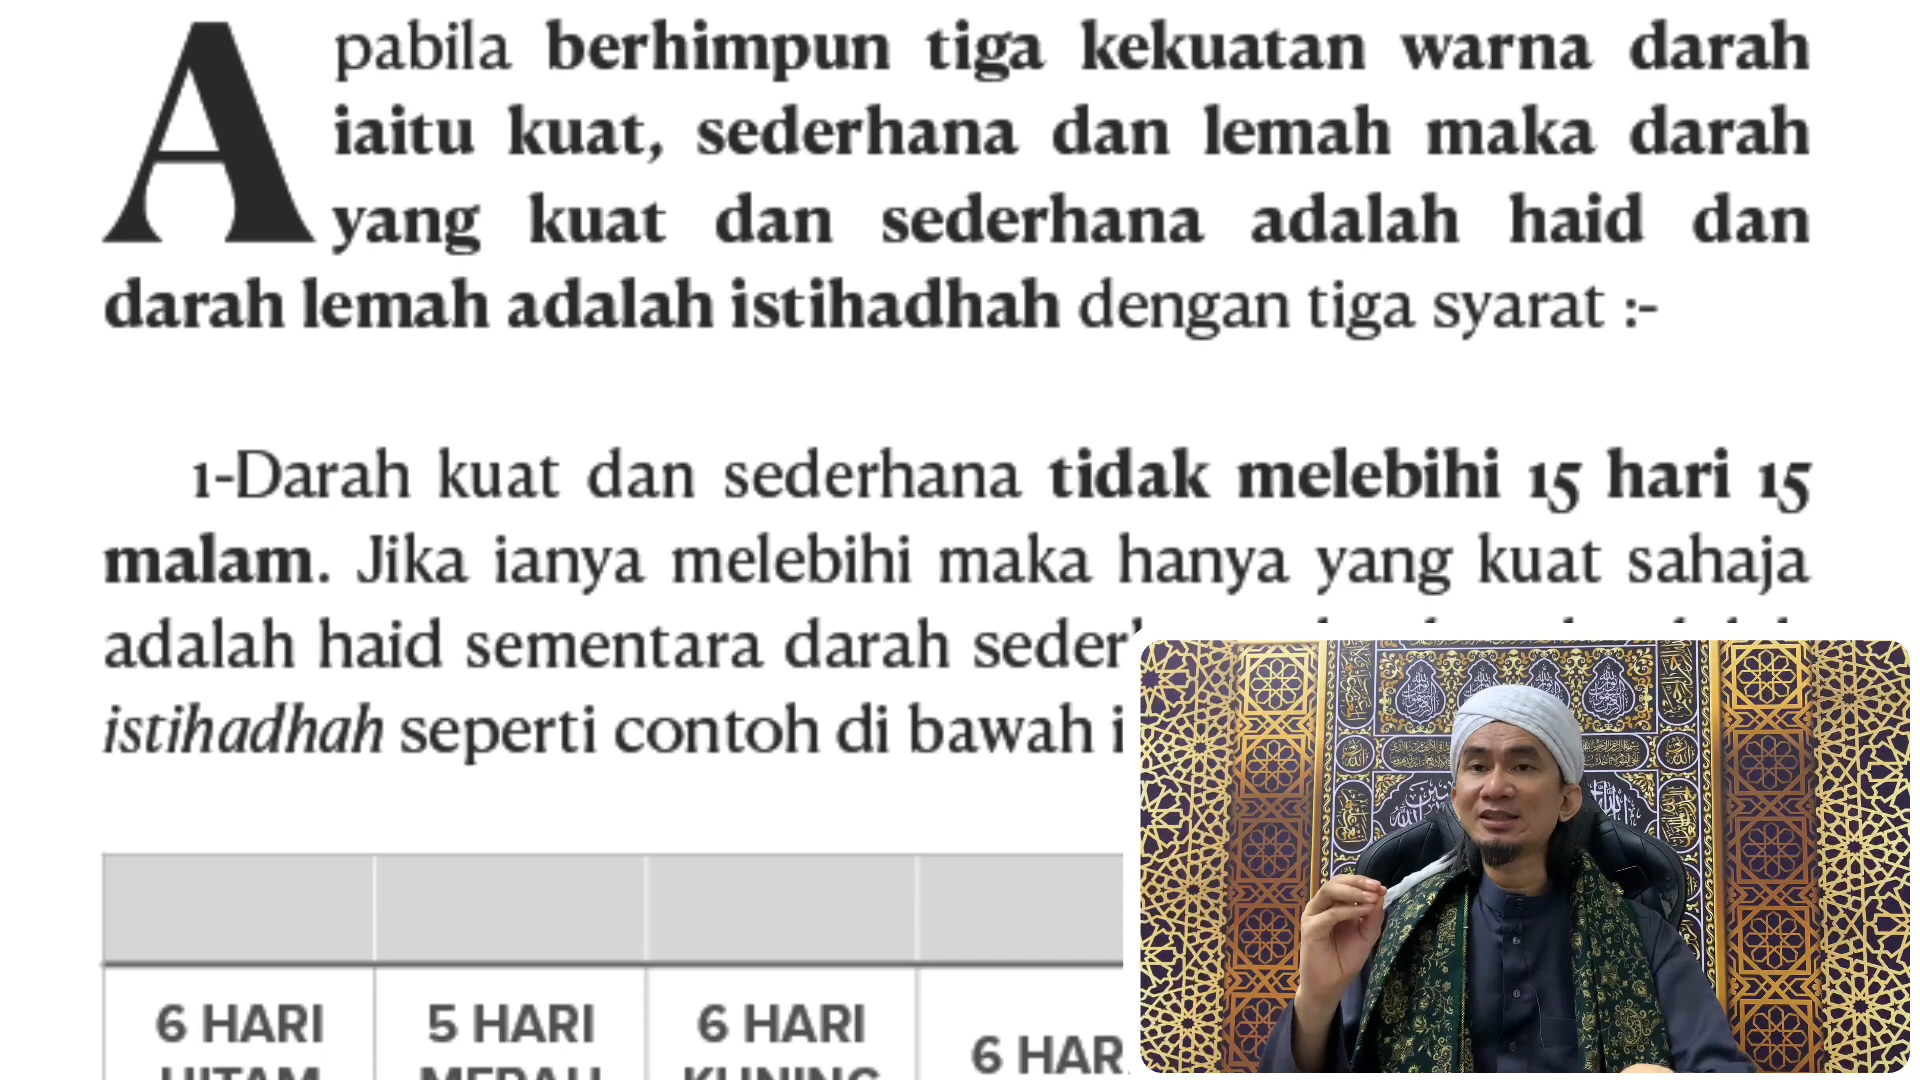 Apabila berhimpun tiga kekuatan warna darah
iaitu kuat, sederhana dan lemah maka darah
yang kuat dan sederhana adalah haid dan
darah lemah adalah istihadhah dengan tiga syarat :-
1-Darah kuat dan sederhana tidak melebihi 15 hari 15
malam. Jika ianya melebihi maka hanya yang kuat sahaja
adalah haid sementara darah seder
istihadhah seperti contoh di bawah i
6 HARI
HITAM
5 HARI
MERAH
6 HARI
KUNING
6 HAR